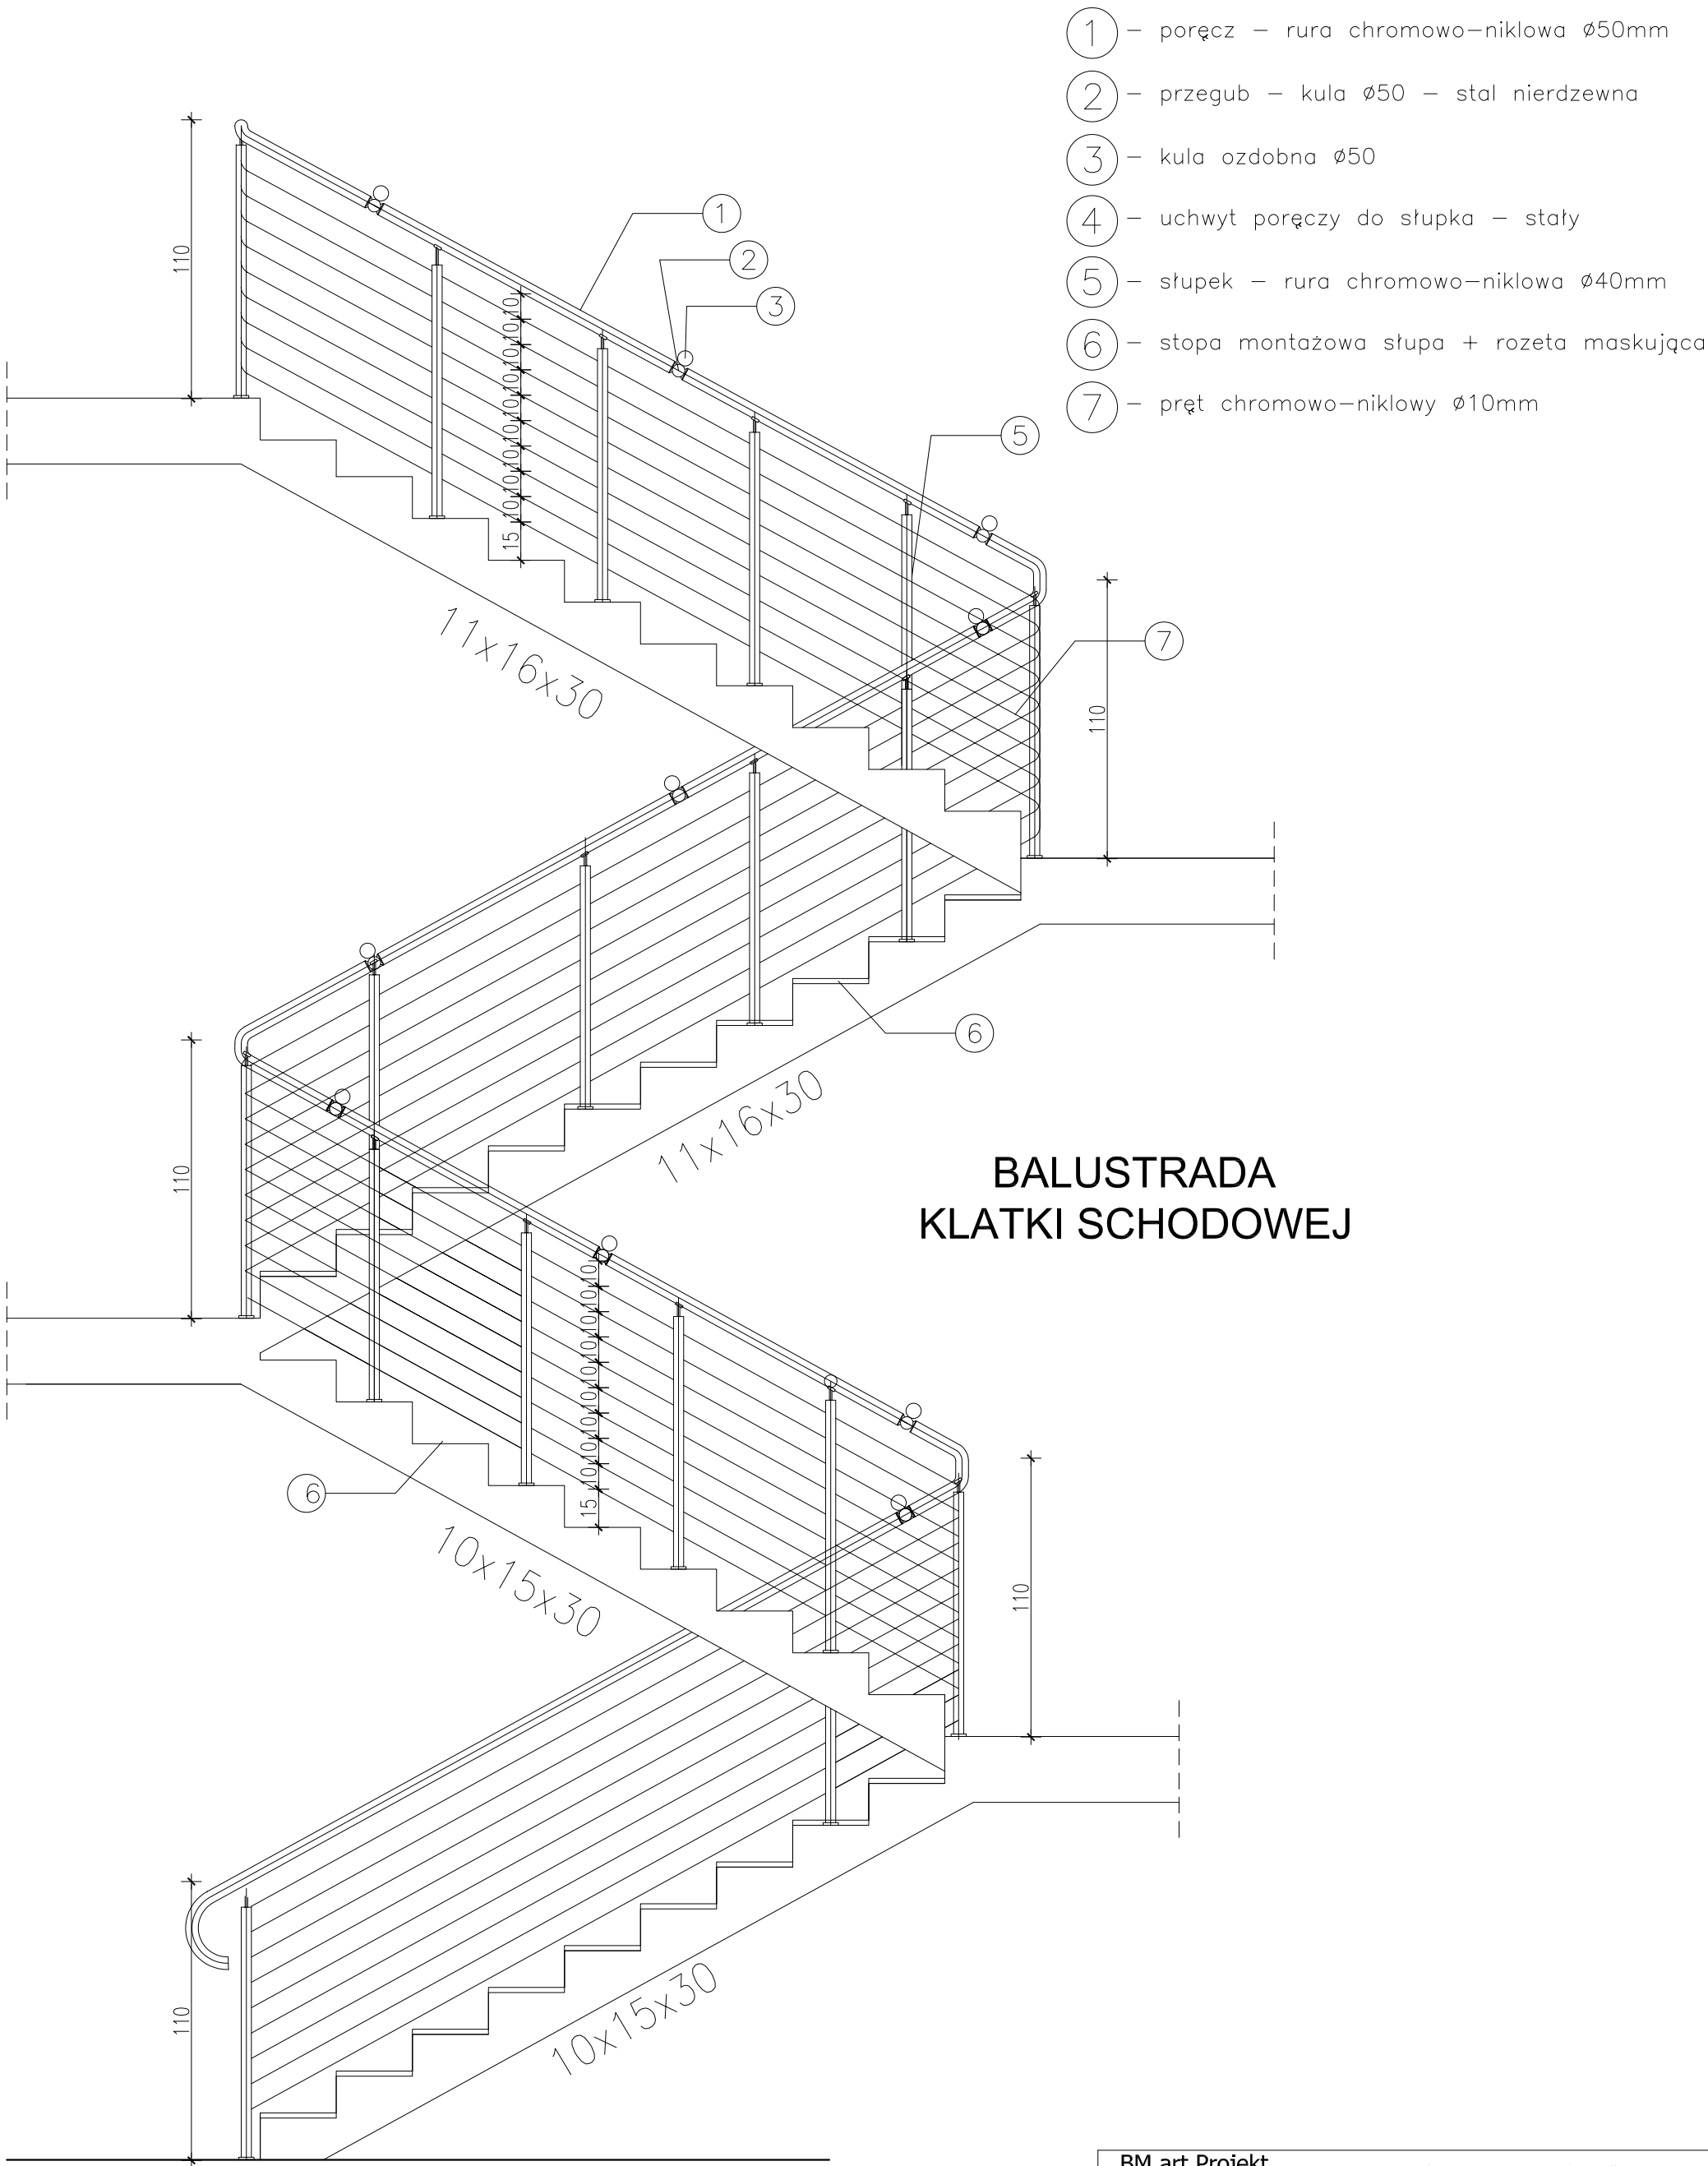 1 – poręcz – rura chromowo–niklowa ø50mm
2 – przegub – kula ø50 – stal nierdzewna
3 – kula ozdobna ø50
4 – uchwyt poręczy do słupka – stały
5 – słupek – rura chromowo–niklowa ø40mm
6 – stopa montażowa słupa + rozeta maskująca
7 – pręt chromowo–niklowy ø10mm
110
1
2
3
10
10
10
10
10
10
10
10
10
15
5
11x16x30
7
110
6
11x16x30
110
BALUSTRADA
KLATKI SCHODOWEJ
10
10
10
10
10
10
10
10
10
15
6
10x15x30
110
110
10x15x30
BM art Projekt